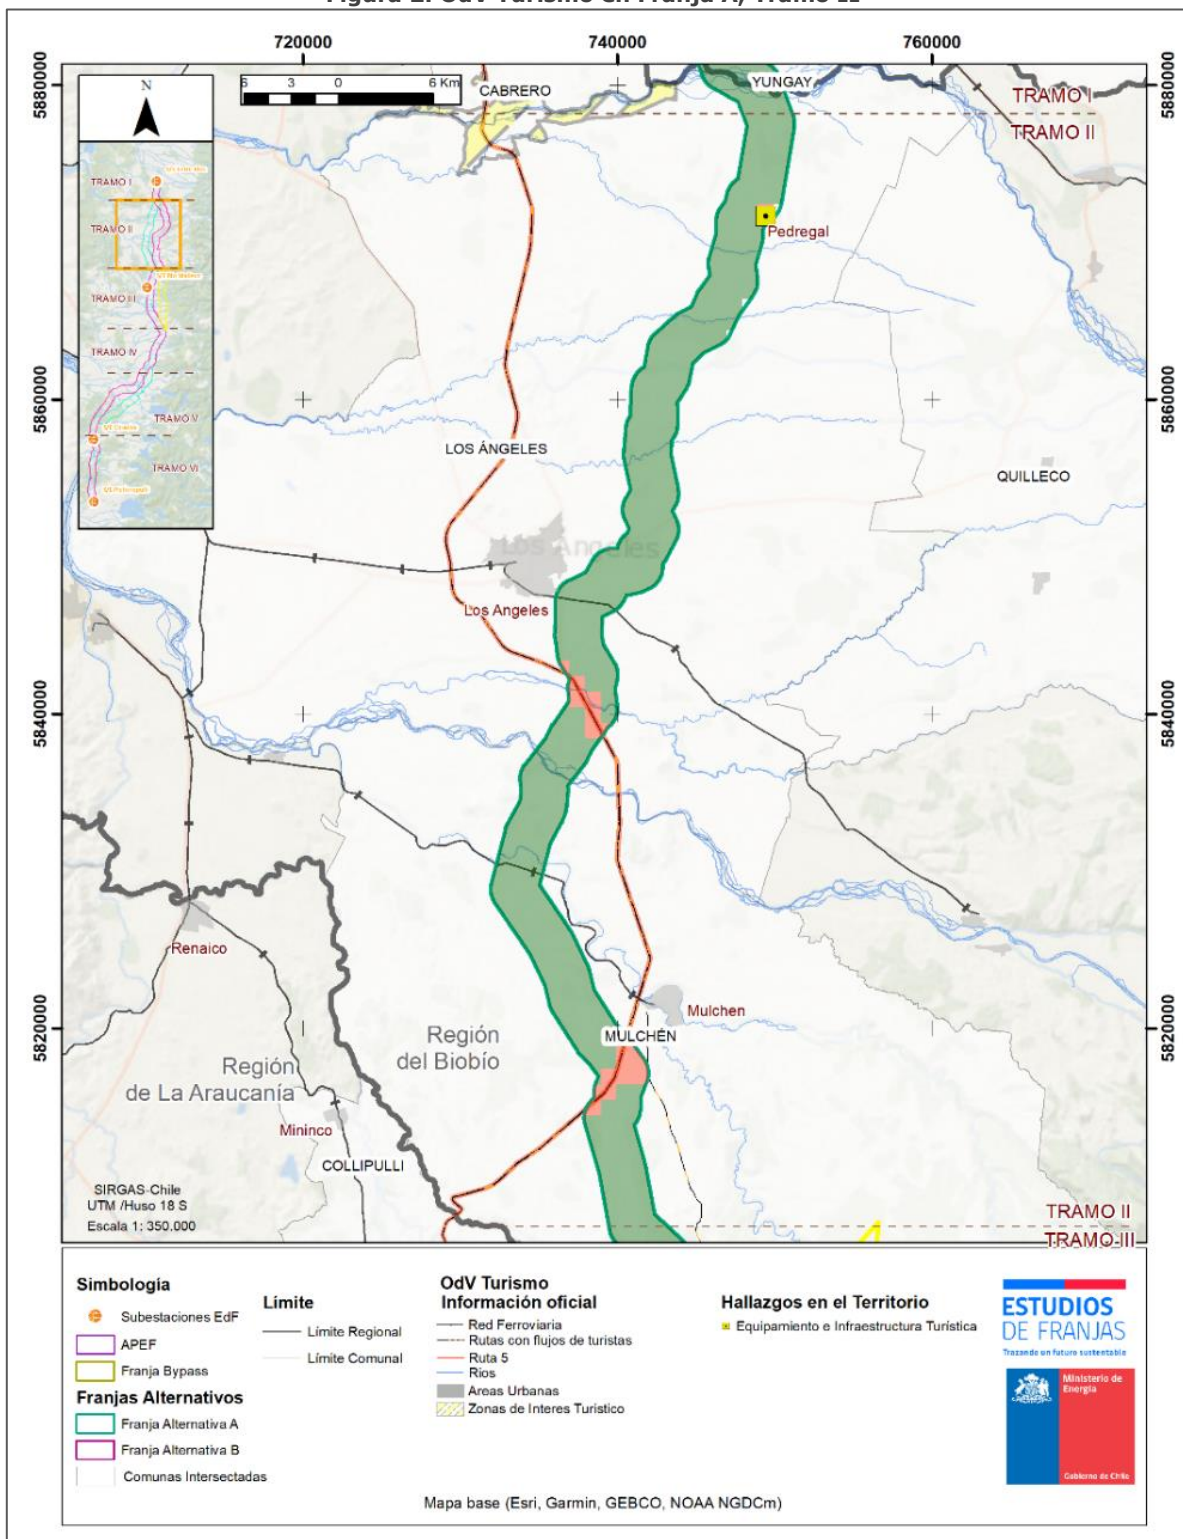 Figura 2. OdV Turismo en Franja A, Tramo II
720000
740000
760000
5880000
5880000
N
6 3 0 6 Km
CABRERO
YUNGAY
TRAMO I
TRAMO II
TRAMO I
TRAMO II
TRAMO III
TRAMO IV
TRAMO V
TRAMO VI
Pedregal
5860000
5860000
LOS ÁNGELES
QUILLECO
Los Angeles
Los Angeles
5840000
5840000
Renaico
Mulchen
5820000
5820000
MULCHÉN
Región
del Biobío
Región
de La Araucanía
Mininco
COLLIPULLI
SIRGAS-Chile
UTM /Huso 18 S
Escala 1: 350.000
TRAMO II
TRAMO III
Simbología
Subestaciones EdF
APEF
Franja Bypass
Franjas Alternativos
Franja Alternativa A
Franja Alternativa B
Comunas Intersectadas
Límite
Límite Regional
Límite Comunal
OdV Turismo
Información oficial
Red Ferroviaria
Rutas con flujos de turistas
Ruta 5
Rios
Areas Urbanas
Zonas de Interes Turistico
Hallazgos en el Territorio
Equipamiento e Infraestructura Turística
ESTUDIOS
DE FRANJAS
Trazando un futuro sustentable
Ministerio de
Energía
Gobierno de Chile
Mapa base (Esri, Garmin, GEBCO, NOAA NGDCm)